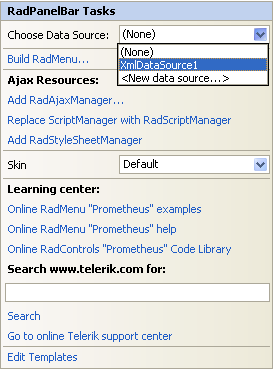 RadPanelBar Tasks
Choose Data Source: (None)
(None)
XmlDataSource1
<New data source...>
Build RadMenu...
Ajax Resources:
Add RadAjaxManager...
Replace ScriptManager with RadScriptManager
Add RadStyleSheetManager
Skin Default
Learning center:
Online RadMenu "Prometheus" examples
Online RadMenu "Prometheus" help
Online RadControls "Prometheus" Code Library
Search www.telerik.com for:
Search
Go to online Telerik support center
Edit Templates